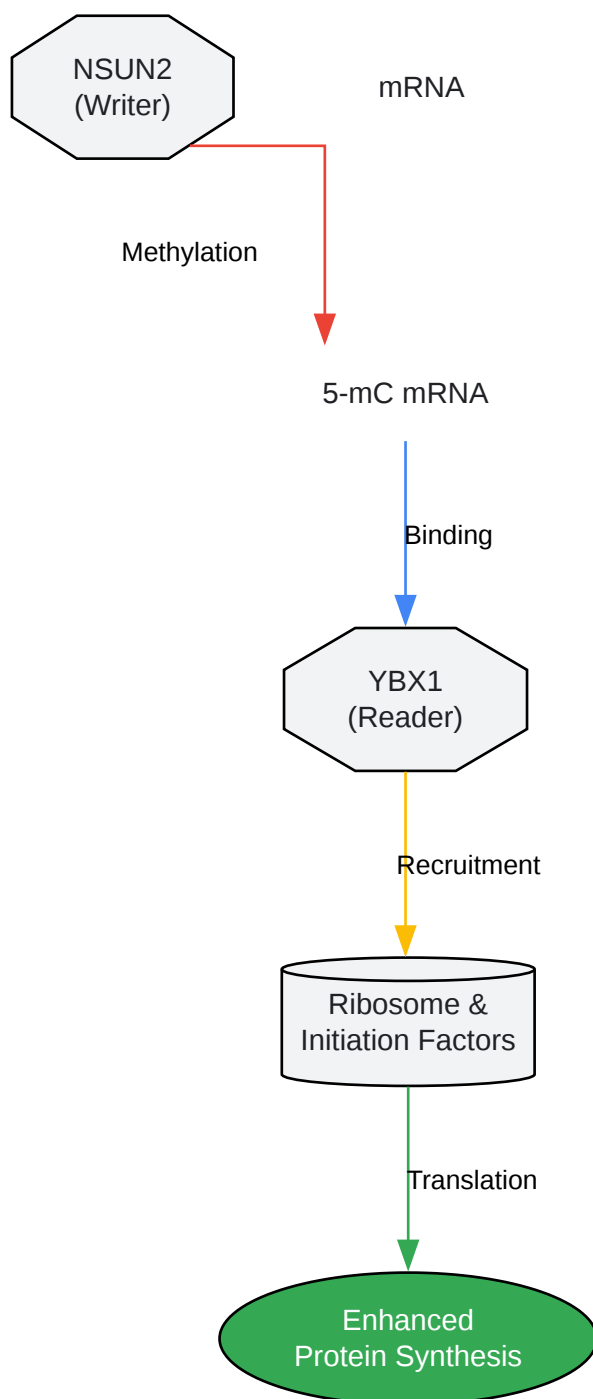 NSUN2
(Writer)
mRNA
Methylation
5-mC mRNA
Binding
YBX1
(Reader)
Recruitment
Ribosome &
Initiation Factors
Translation
Enhanced
Protein Synthesis